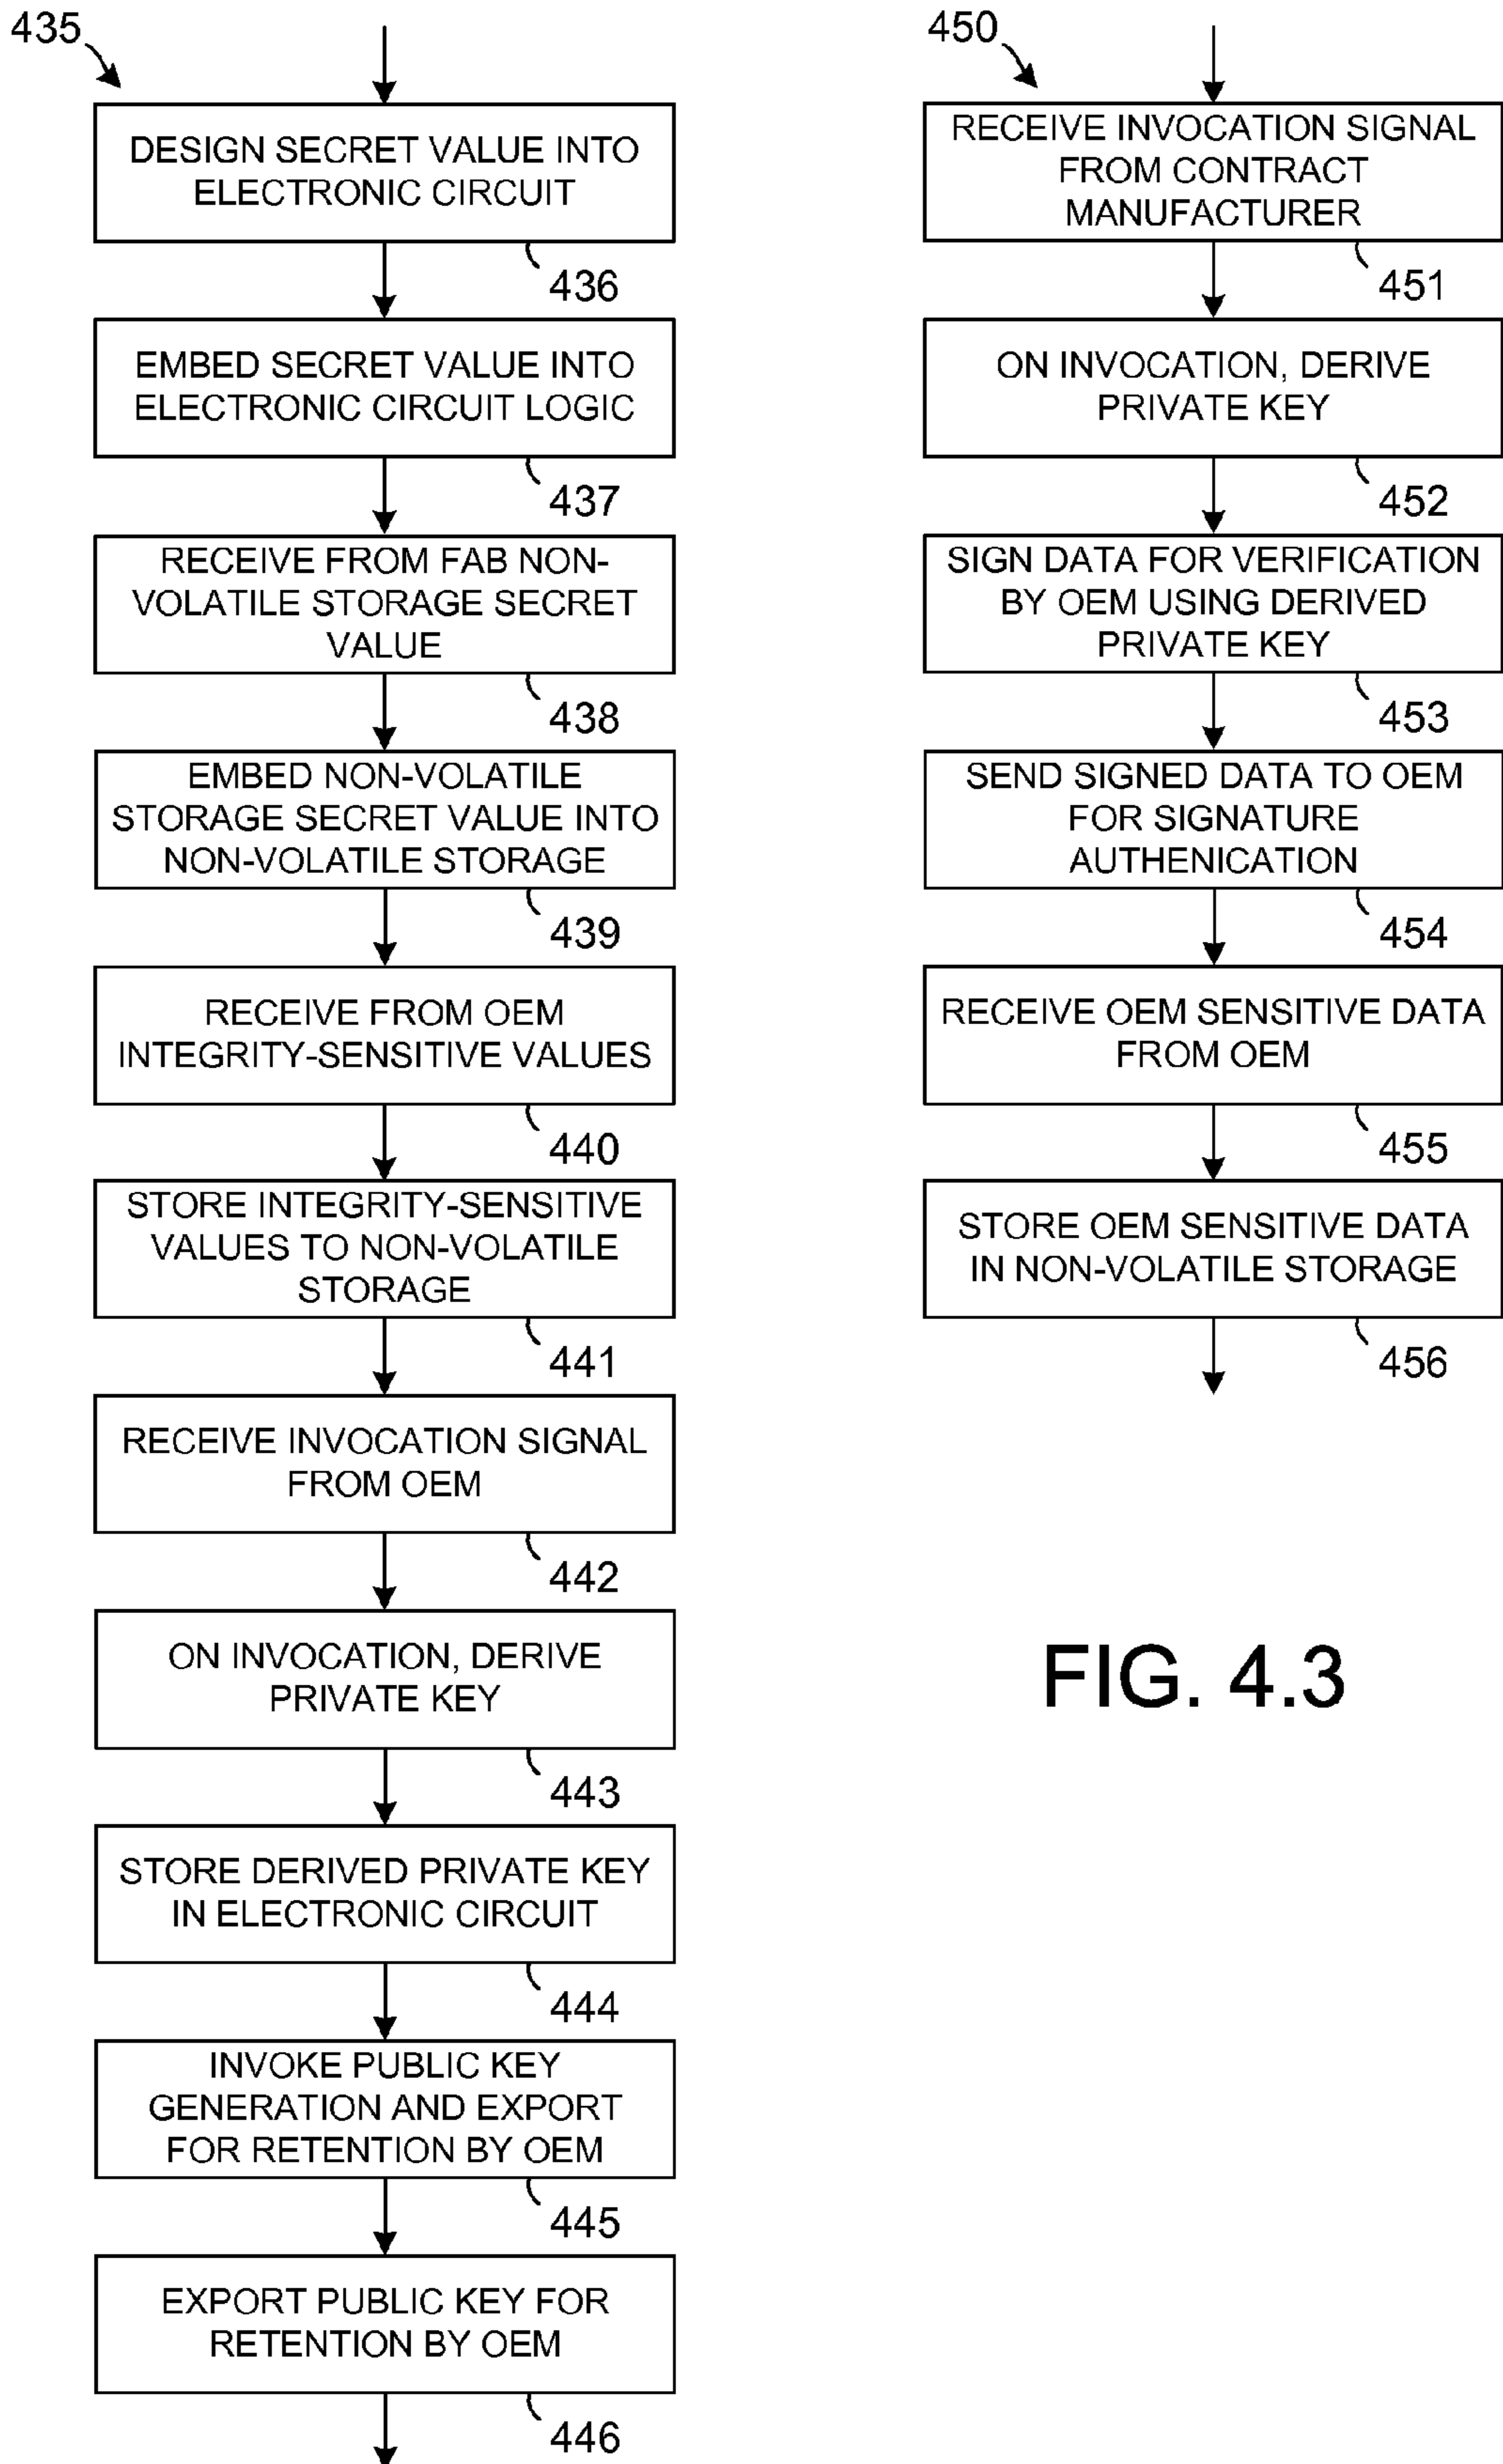 435
DESIGN SECRET VALUE INTO
ELECTRONIC CIRCUIT
436
EMBED SECRET VALUE INTO
ELECTRONIC CIRCUIT LOGIC
437
RECEIVE FROM FAB NON-
VOLATILE STORAGE SECRET
VALUE
438
EMBED NON-VOLATILE
STORAGE SECRET VALUE INTO
NON-VOLATILE STORAGE
439
RECEIVE FROM OEM
INTEGRITY-SENSITIVE VALUES
440
STORE INTEGRITY-SENSITIVE
VALUES TO NON-VOLATILE
STORAGE
441
RECEIVE INVOCATION SIGNAL
FROM OEM
442
ON INVOCATION, DERIVE
PRIVATE KEY
443
STORE DERIVED PRIVATE KEY
IN ELECTRONIC CIRCUIT
444
INVOKE PUBLIC KEY
GENERATION AND EXPORT
FOR RETENTION BY OEM
445
EXPORT PUBLIC KEY FOR
RETENTION BY OEM
446
450
RECEIVE INVOCATION SIGNAL
FROM CONTRACT
MANUFACTURER
451
ON INVOCATION, DERIVE
PRIVATE KEY
452
SIGN DATA FOR VERIFICATION
BY OEM USING DERIVED
PRIVATE KEY
453
SEND SIGNED DATA TO OEM
FOR SIGNATURE
AUTHENICATION
454
RECEIVE OEM SENSITIVE DATA
FROM OEM
455
STORE OEM SENSITIVE DATA
IN NON-VOLATILE STORAGE
456
FIG. 4.3